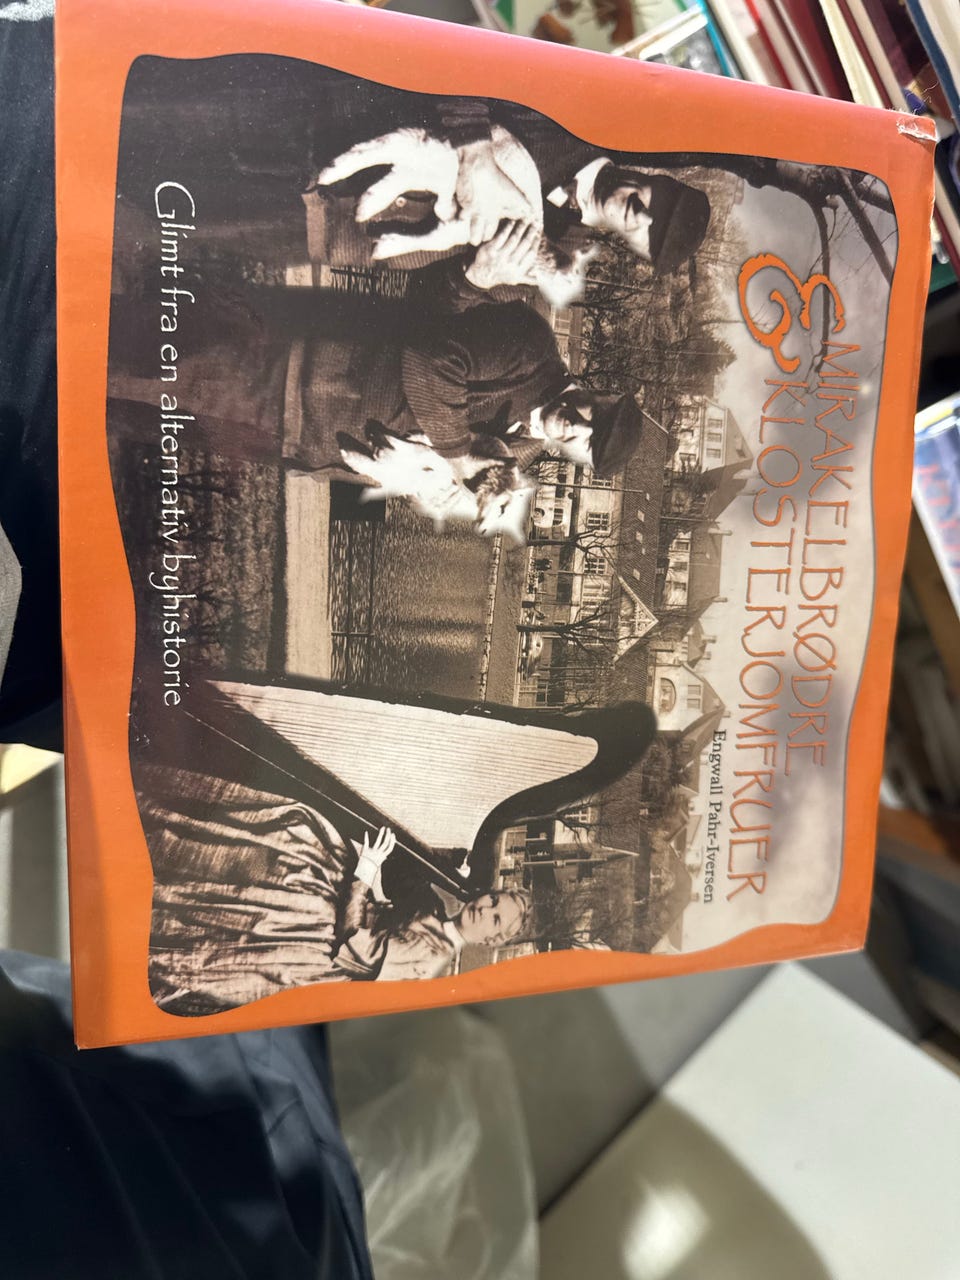 MIRAKELBRØDRE
& KLOSTERJOMFRUER
Engwall Pahr-Iversen
Glimt fra en alternativ byhistorie